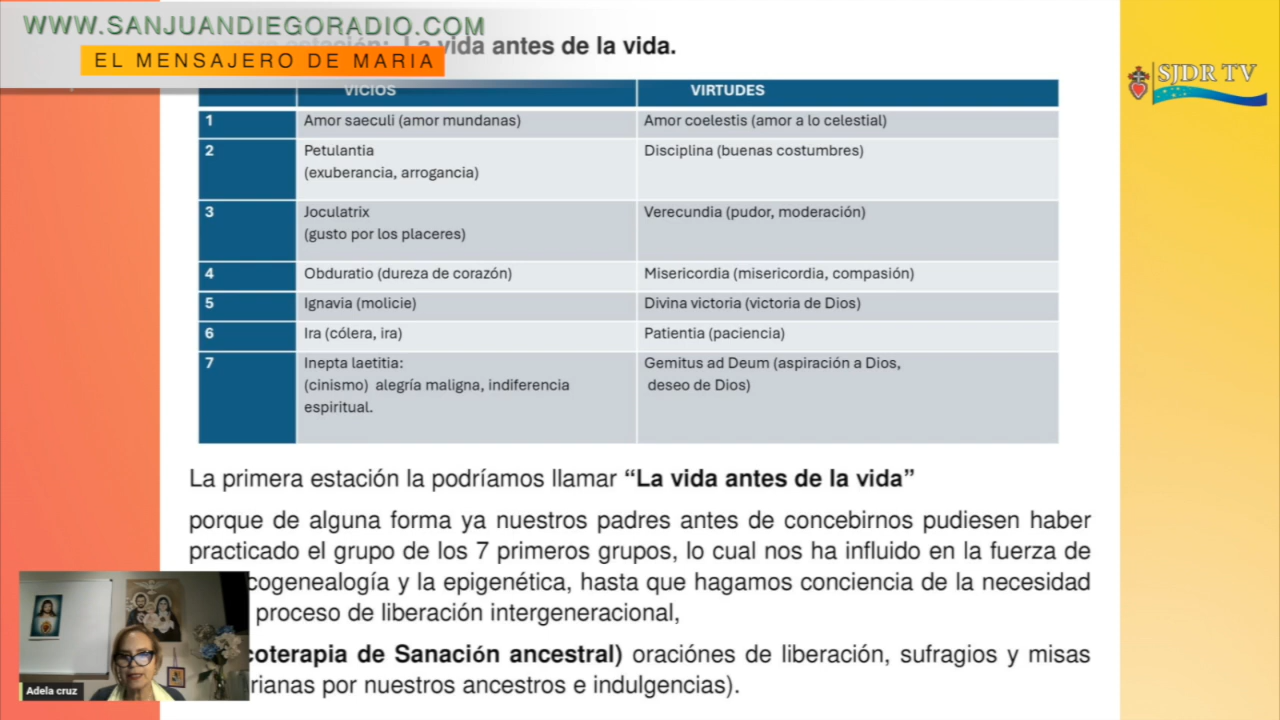 WWW.SANJUANDIEGORADIO.COM
EL MENSAJERO DE MARIA
SJDR TV
La vida antes de la vida.
VICIOS VIRTUDES
1 Amor saeculi (amor mundanas) Amor coelestis (amor a lo celestial)
2 Petulantia Disciplina (buenas costumbres)
(exuberancia, arrogancia)
3 Joculatrix Verecundia (pudor, moderación)
(gusto por los placeres)
4 Obduratio (dureza de corazón) Misericordia (misericordia, compasión)
5 Ignavia (molicie) Divina victoria (victoria de Dios)
6 Ira (cólera, ira) Patientia (paciencia)
7 Inepta laetitia: Gemitus ad Deum (aspiración a Dios,
(cinismo) alegría maligna, indiferencia deseo de Dios)
espiritual.
La primera estación la podríamos llamar “La vida antes de la vida”
porque de alguna forma ya nuestros padres antes de concebirnos pudiesen haber
practicado el grupo de los 7 primeros grupos, lo cual nos ha influido en la fuerza de
cogenealogía y la epigenética, hasta que hagamos conciencia de la necesidad
proceso de liberación intergeneracional,
coterapia de Sanación ancestral) oraciónes de liberación, sufragios y misas
rianas por nuestros ancestros e indulgencias).
Adela cruz